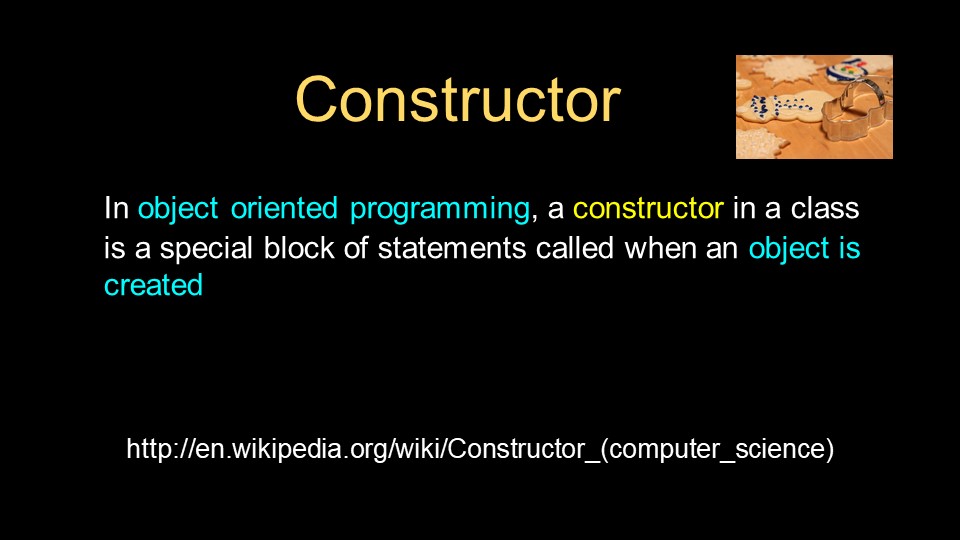 Constructor
In object oriented programming, a constructor in a class
is a special block of statements called when an object is
created
http://en.wikipedia.org/wiki/Constructor_(computer_science)